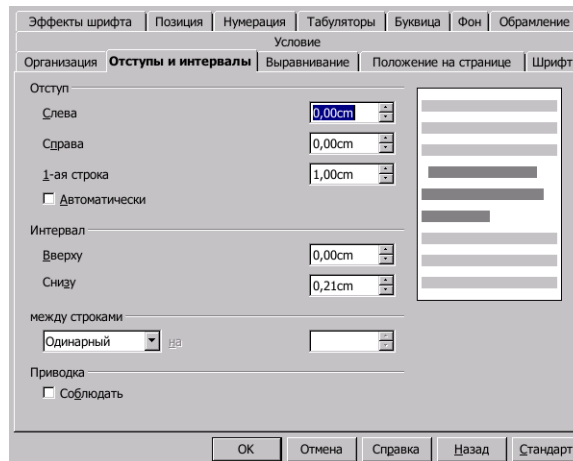 Эффекты шрифта Позиция Нумерация Табуляторы Буквица Фон Обрамление
Условие
Организация Отступы и интервалы Выравнивание Положение на странице Шрифт
Отступ
Слева 0,00cm
Справа 0,00cm
1-ая строка 1,00cm
Автоматически
Интервал
Вверху 0,00cm
Снизу 0,21cm
между строками
Одинарный на
Приводка
Соблюдать
OK Отмена Справка Назад Стандарт